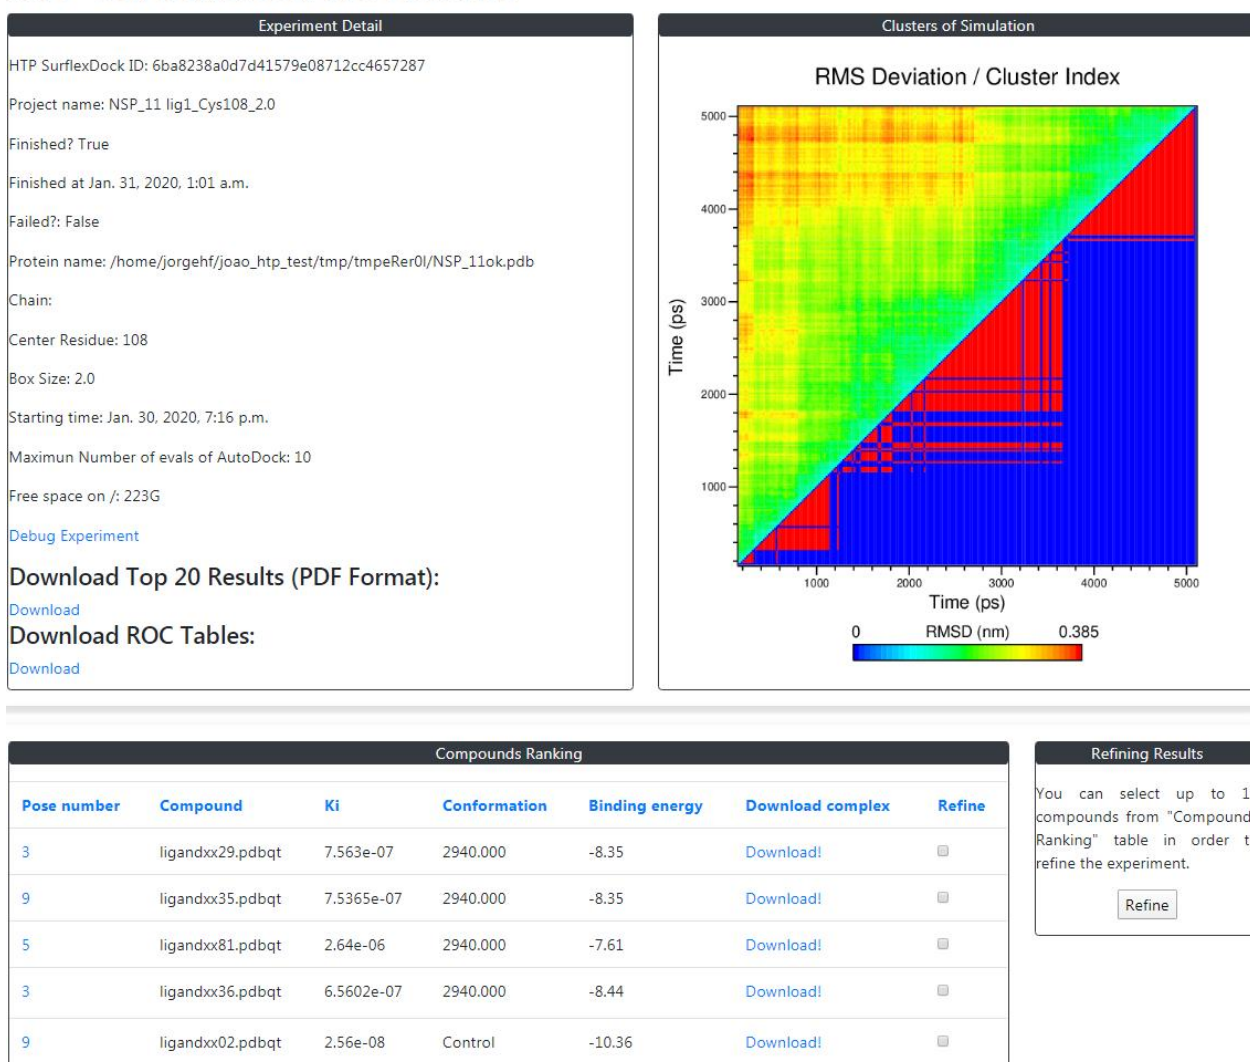 Experiment Detail
HTP SurflexDock ID: 6ba8238a0d7d41579e08712cc4657287
Project name: NSP_11 lig1_Cys108_2.0
Finished? True
Finished at Jan. 31, 2020, 1:01 a.m.
Failed?: False
Protein name: /home/jorgehf/joao_htp_test/tmp/tmpeRer0l/NSP_11ok.pdb
Chain:
Center Residue: 108
Box Size: 2.0
Starting time: Jan. 30, 2020, 7:16 p.m.
Maximun Number of evals of AutoDock: 10
Free space on /: 223G
Debug Experiment
Download Top 20 Results (PDF Format):
Download
Download ROC Tables:
Download
Clusters of Simulation
RMS Deviation / Cluster Index
5000
4000
3000
2000
1000
Time (ps)
1000 2000 3000 4000 5000
Time (ps)
0 RMSD (nm) 0.385
Compounds Ranking
Pose number Compound Ki Conformation Binding energy Download complex Refine
3 ligandxx29.pdbqt 7.563e-07 2940.000 -8.35 Download!
9 ligandxx35.pdbqt 7.5365e-07 2940.000 -8.35 Download!
5 ligandxx81.pdbqt 2.64e-06 2940.000 -7.61 Download!
3 ligandxx36.pdbqt 6.5602e-07 2940.000 -8.44 Download!
9 ligandxx02.pdbqt 2.56e-08 Control -10.36 Download!
Refining Results
You can select up to
compounds from "Compound
Ranking" table in order
refine the experiment.
Refine